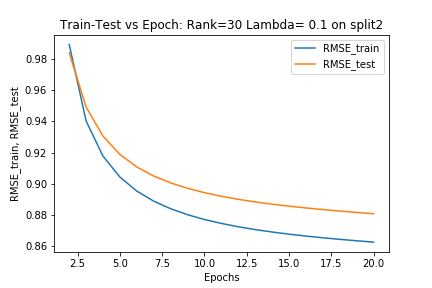 Train-Test vs Epoch: Rank=30 Lambda= 0.1 on split2
RMSE_train
RMSE_test
0.98
0.96
0.94
0.92
0.90
0.88
0.86
RMSE_train, RMSE_test
2.5 5.0 7.5 10.0 12.5 15.0 17.5 20.0
Epochs